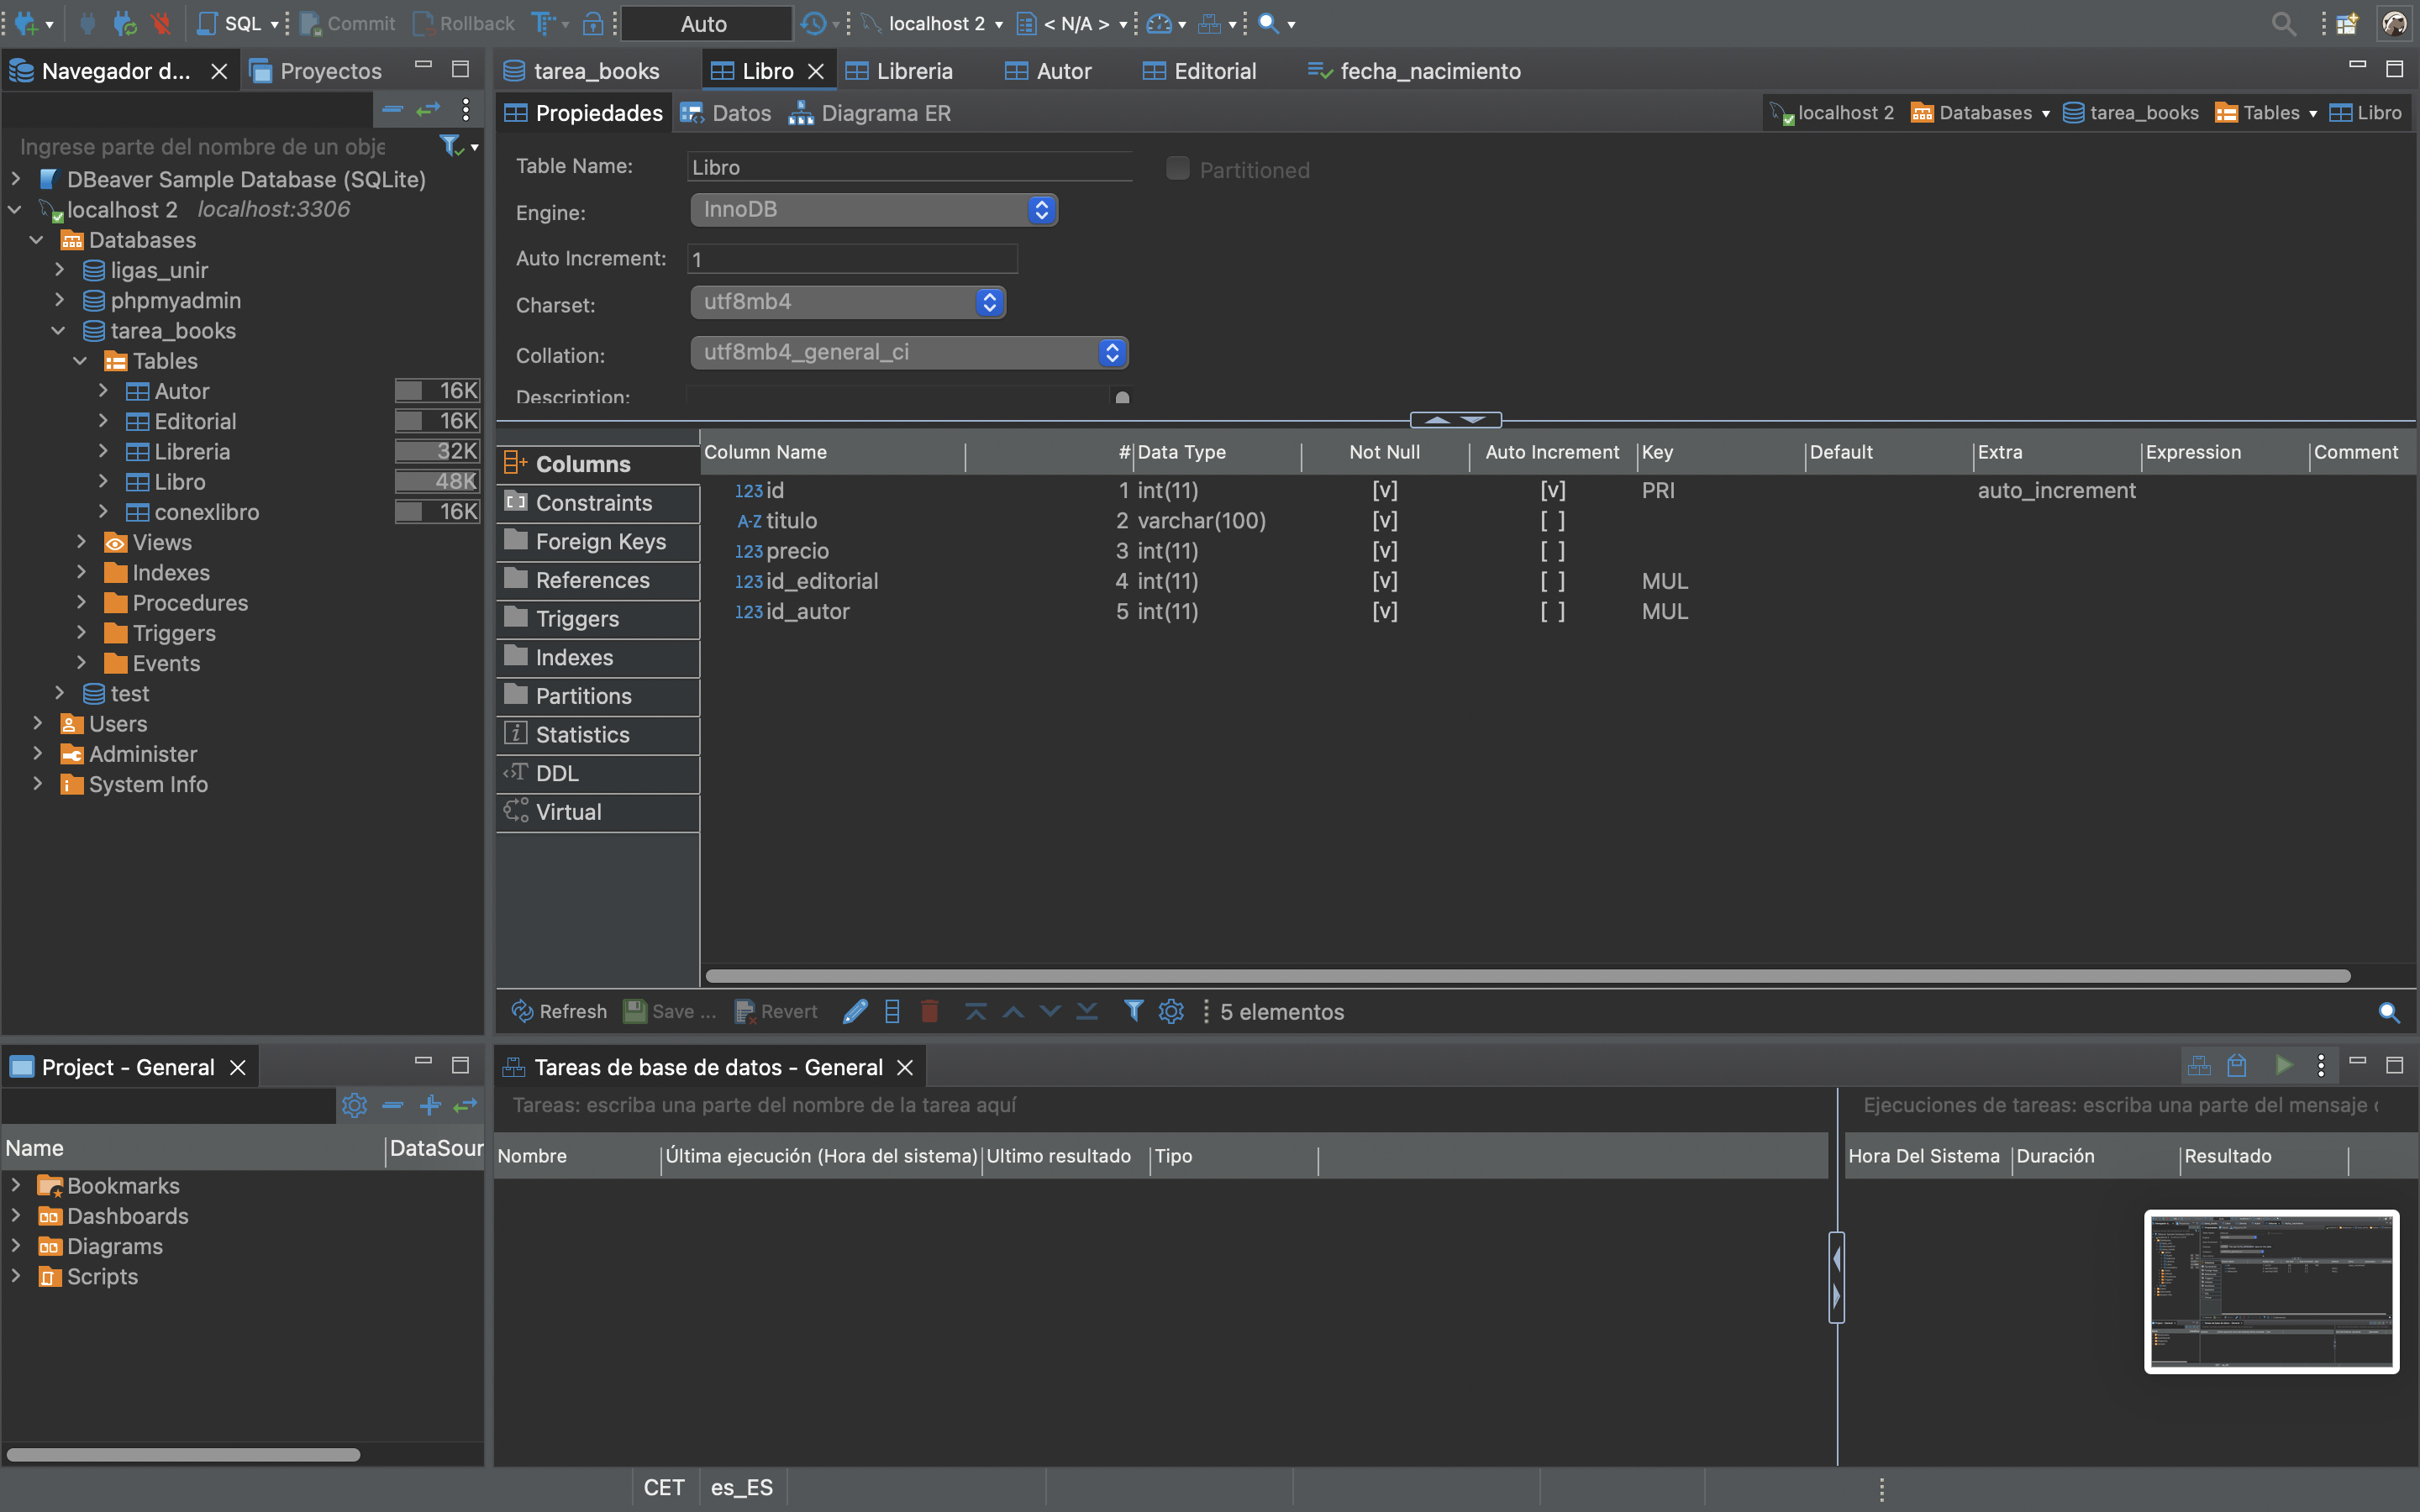 SQL Commit Rollback Auto localhost 2 < N/A >
Navegador d... Proyectos
Ingrese parte del nombre de un obje
DBeaver Sample Database (SQLite)
localhost 2 localhost:3306
Databases
ligas_unir
phpmyadmin
tarea_books
Tables
Autor 16K
Editorial 16K
Libreria 32K
Libro 48K
conexlibro 16K
Views
Indexes
Procedures
Triggers
Events
test
Users
Administer
System Info
tarea_books Libro Libreria Autor Editorial fecha_nacimiento
Propiedades Datos Diagrama ER
localhost 2 Databases tarea_books Tables Libro
Table Name: Libro Partitioned
Engine: InnoDB
Auto Increment: 1
Charset: utf8mb4
Collation: utf8mb4_general_ci
Description:
Columns
Constraints
Foreign Keys
References
Triggers
Indexes
Partitions
Statistics
DDL
Virtual
Column Name # Data Type Not Null Auto Increment Key Default Extra Expression Comment
123 id 1 int(11) [v] [v] PRI auto_increment
A-Z titulo 2 varchar(100) [v] [ ]
123 precio 3 int(11) [v] [ ]
123 id_editorial 4 int(11) [v] [ ] MUL
123 id_autor 5 int(11) [v] [ ] MUL
Refresh Save ... Revert 5 elementos
Project - General
Name DataSour
Bookmarks
Dashboards
Diagrams
Scripts
Tareas de base de datos - General
Tareas: escriba una parte del nombre de la tarea aquí
Nombre Última ejecución (Hora del sistema) Ultimo resultado Tipo
Ejecuciones de tareas: escriba una parte del mensaje
Hora Del Sistema Duración Resultado
CET es_ES